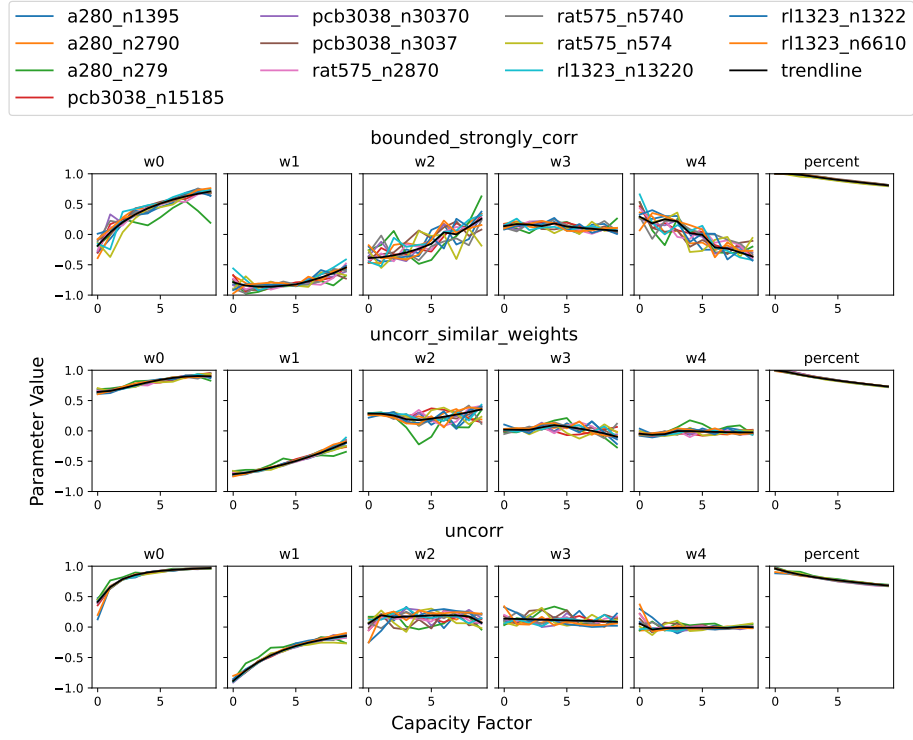 a280_n1395 pcb3038_n30370 rat575_n5740 rl1323_n1322
a280_n2790 pcb3038_n3037 rat575_n574 rl1323_n6610
a280_n279 rat575_n2870 rl1323_n13220 trendline
pcb3038_n15185
bounded_strongly_corr
w0 w1 w2 w3 w4 percent
1.0
0.5
0.0
−0.5
−1.0
0 5 0 5 0 5 0 5 0 5 0 5
uncorr_similar_weights
w0 w1 w2 w3 w4 percent
1.0
0.5
0.0
−0.5
−1.0
0 5 0 5 0 5 0 5 0 5 0 5
Parameter Value
uncorr
w0 w1 w2 w3 w4 percent
1.0
0.5
0.0
−0.5
−1.0
0 5 0 5 0 5 0 5 0 5 0 5
Capacity Factor